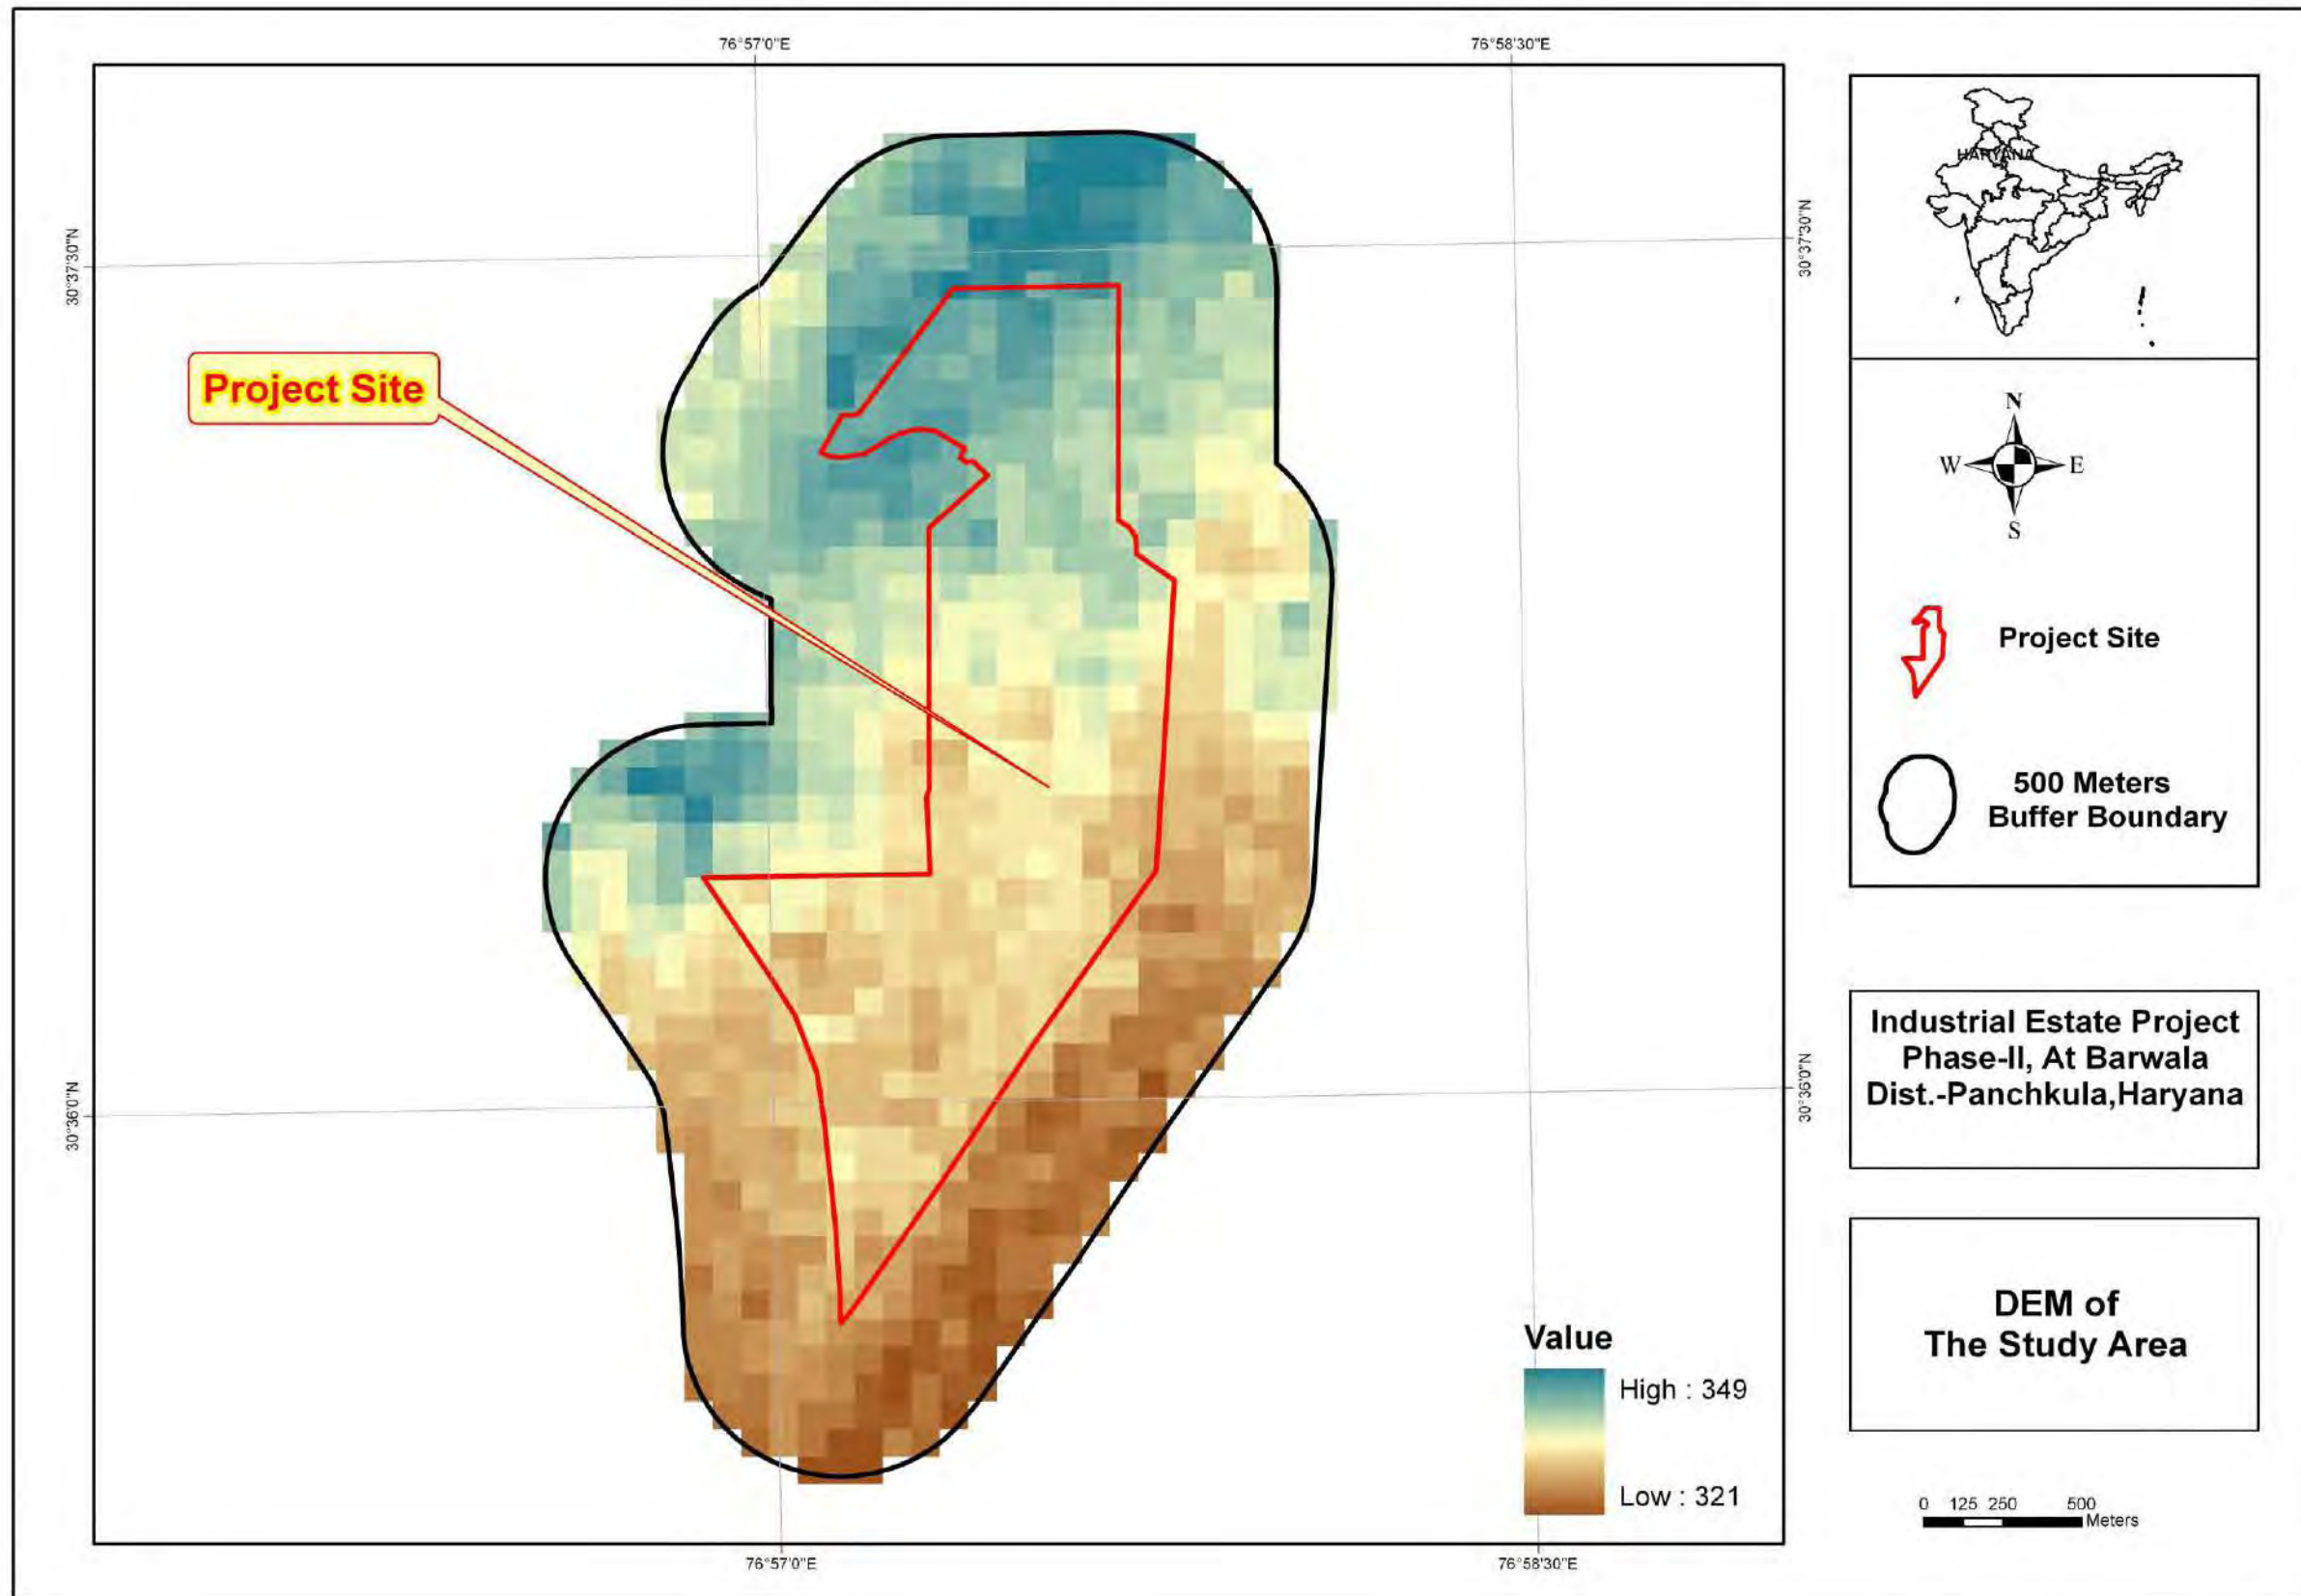 76°57'0"E
76°58'30"E
30°37'30"N
30°37'30"N
Project Site
30°36'0"N
30°36'0"N
Value
High : 349
Low : 321
76°57'0"E
76°58'30"E
HARYANA
N
W
E
S
Project Site
500 Meters
Buffer Boundary
Industrial Estate Project
Phase-II, At Barwala
Dist.-Panchkula,Haryana
DEM of
The Study Area
0 125 250 500
Meters